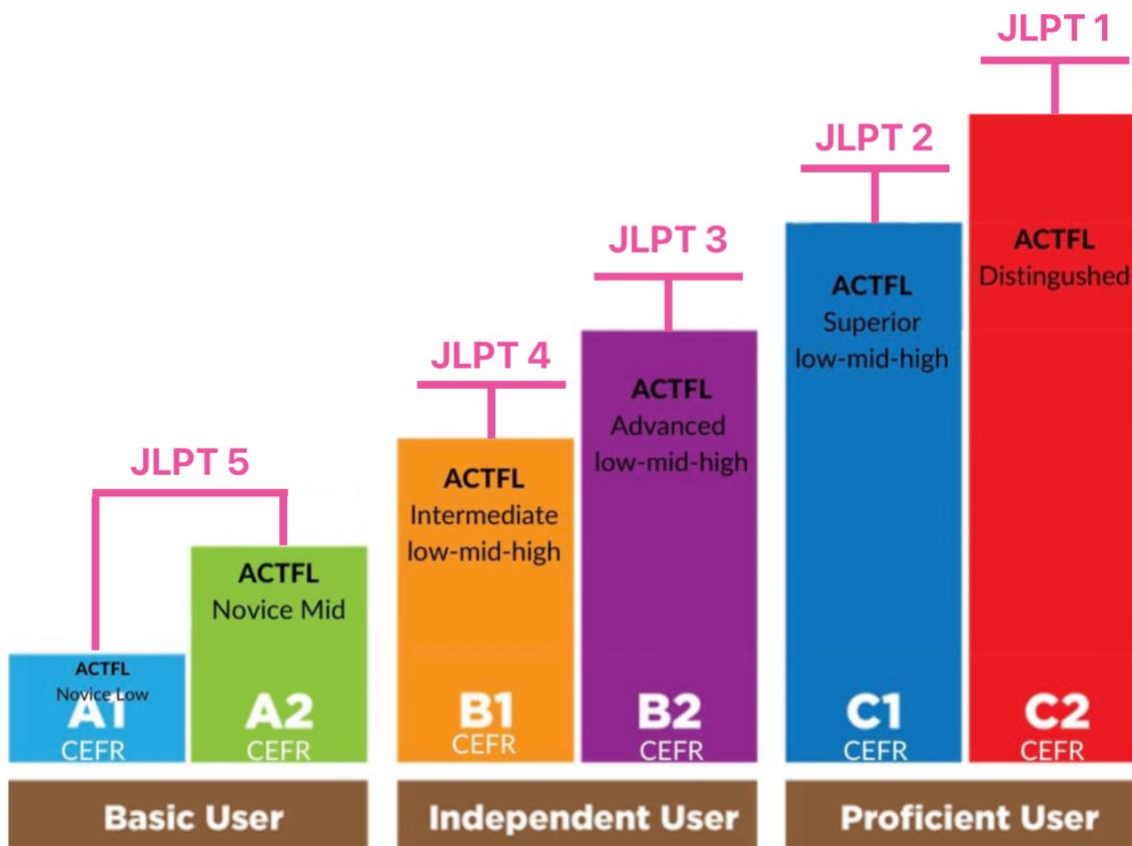 JLPT 5
ACTFL
Novice Low
A1
CEFR
ACTFL
Novice Mid
A2
CEFR
Basic User
JLPT 4
ACTFL
Intermediate
low-mid-high
B1
CEFR
JLPT 3
ACTFL
Advanced
low-mid-high
B2
CEFR
Independent User
JLPT 2
ACTFL
Superior
low-mid-high
C1
CEFR
JLPT 1
ACTFL
Distingushed
C2
CEFR
Proficient User